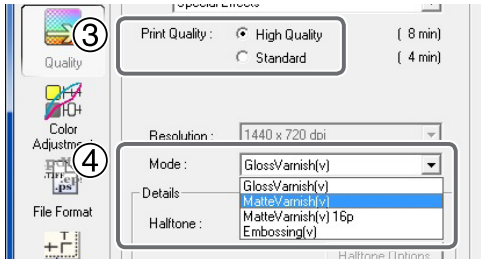 Special Effects
③
Print Quality : High Quality ( 8 min)
Standard ( 4 min)
Quality
Color
Adjustment
Resolution : 1440 x 720 dpi
④
Mode : GlossVarnish(v)
GlossVarnish(v)
MatteVarnish(v)
MatteVarnish(v) 16p
Embossing(v)
Details
Halftone :
.ps
File Format
Halftone Options